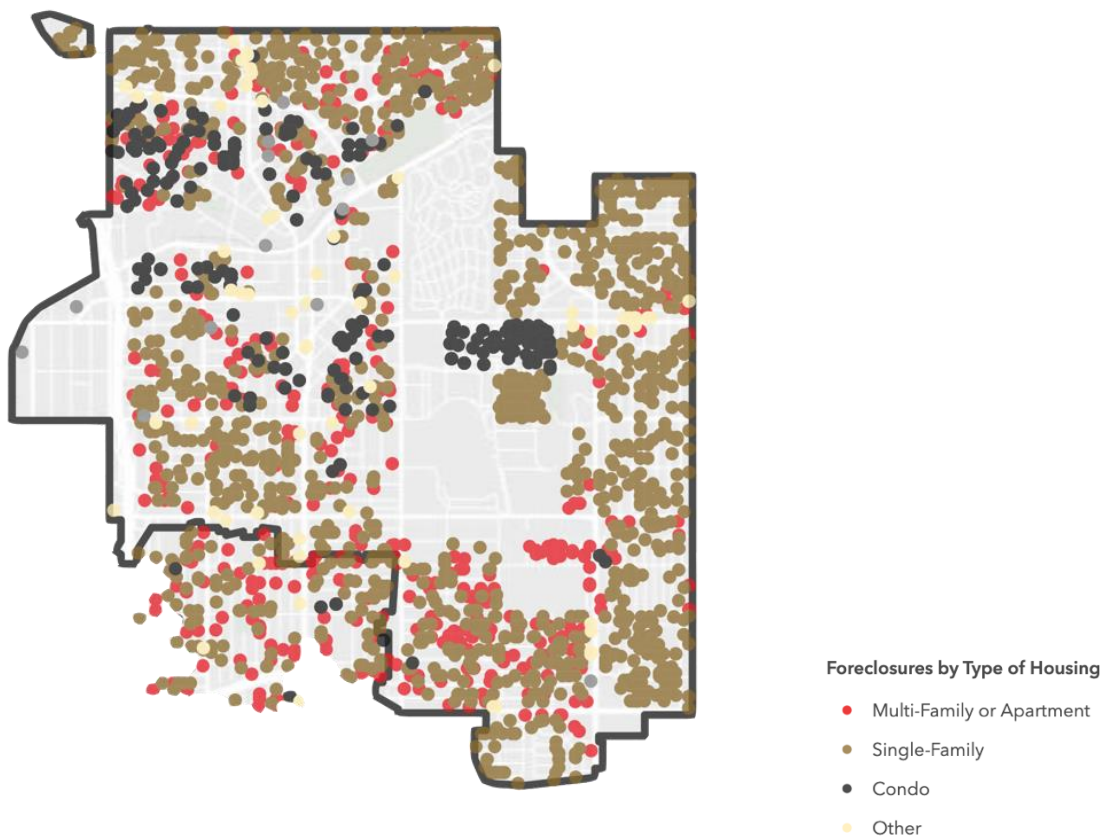 Foreclosures by Type of Housing
Multi-Family or Apartment
Single-Family
Condo
Other